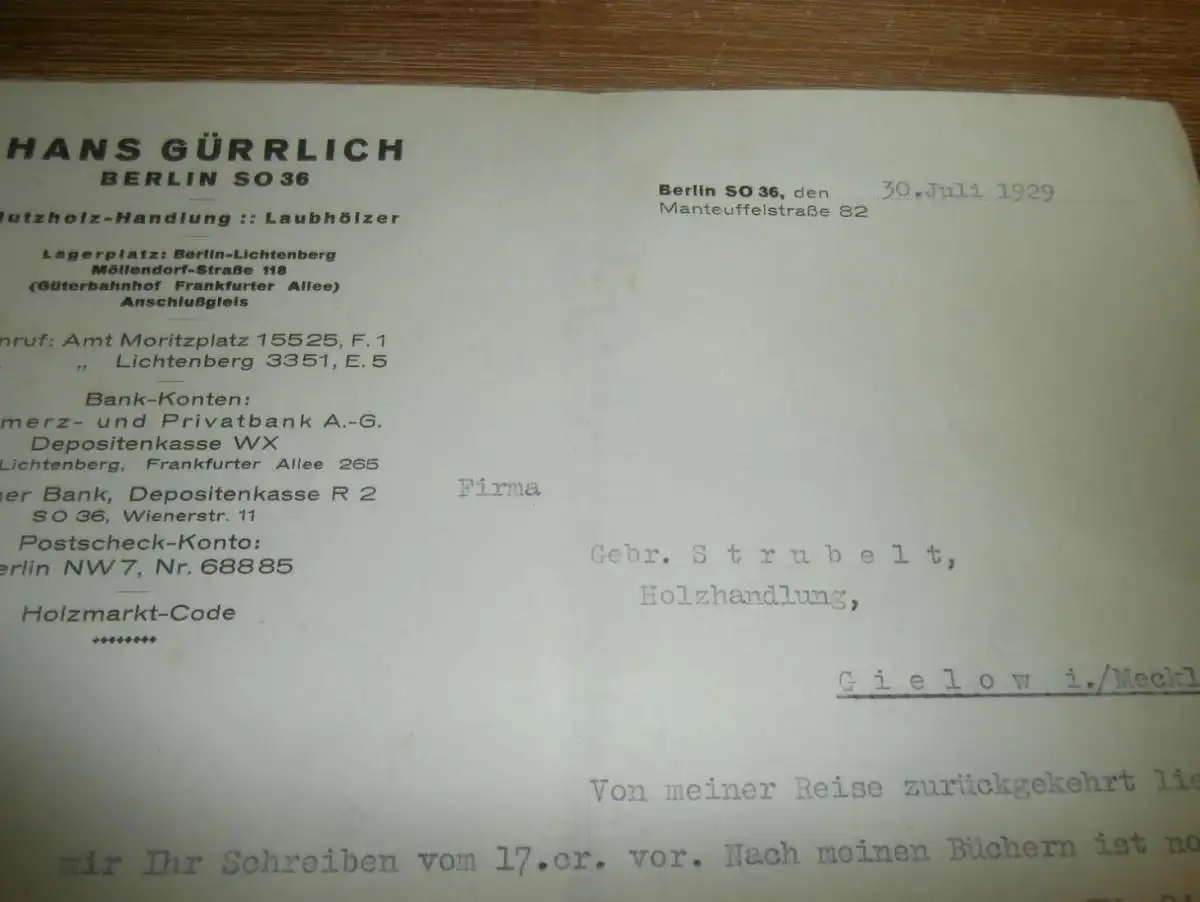 HANS GÜRRLICH
BERLIN SO 36
utzholz-Handlung :: Laubhölzer
Lagerplatz: Berlin-Lichtenberg
Möllendorf-Straße 118
(Güterbahnhof Frankfurter Allee)
Anschlußgleis
nruf: Amt Moritzplatz 15525, F. 1
„ Lichtenberg 3351, E. 5
Bank-Konten:
merz- und Privatbank A.-G.
Depositenkasse WX
Lichtenberg, Frankfurter Allee 265
er Bank, Depositenkasse R 2
SO 36, Wienerstr. 11
Postscheck-Konto:
erlin NW 7, Nr. 68885
Holzmarkt-Code
Berlin SO 36, den 30.Juli 1929
Manteuffelstraße 82
Firma
Gebr. S t r u b e l t,
Holzhandlung,
G i e l o w i./Meckl
Von meiner Reise zurückgekehrt lie
mir Ihr Schreiben vom 17.cr. vor. Nach meinen Büchern ist no